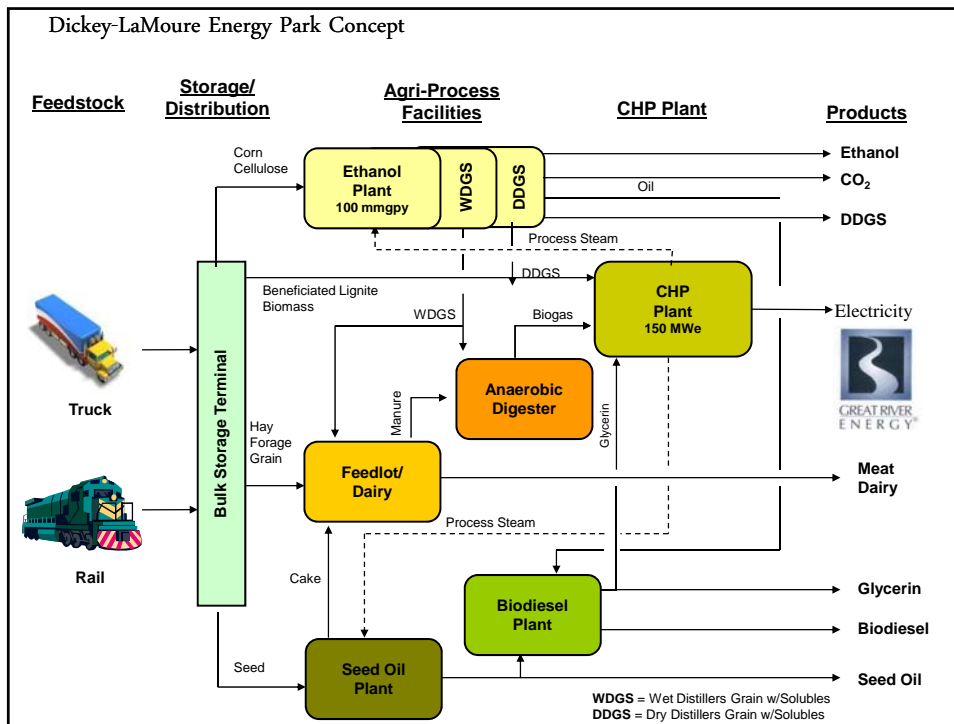 Dickey-LaMoure Energy Park Concept
Feedstock
Storage/
Distribution
Agri-Process
Facilities
CHP Plant
Products
Corn
Cellulose
Ethanol
Plant
100 mmgpy
WDGS
DDGS
Ethanol
CO2
Oil
DDGS
Process Steam
DDGS
Beneficiated Lignite
Biomass
CHP
Plant
150 MWe
Electricity
WDGS
Biogas
Truck
Anaerobic
Digester
GREAT RIVER
ENERGY®
Manure
Glycerin
Bulk Storage Terminal
Hay
Forage
Grain
Feedlot/
Dairy
Meat
Dairy
Process Steam
Rail
Cake
Biodiesel
Plant
Glycerin
Biodiesel
Seed
Seed Oil
Plant
Seed Oil
WDGS = Wet Distillers Grain w/Solubles
DDGS = Dry Distillers Grain w/Solubles